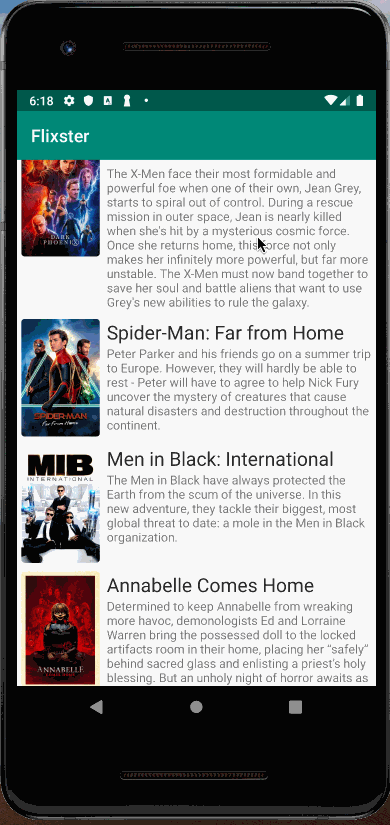 6:18
Flixster
DARK
PHOENIX
The X-Men face their most formidable and
powerful foe when one of their own, Jean Grey,
starts to spiral out of control. During a rescue
mission in outer space, Jean is nearly killed
when she's hit by a mysterious cosmic force.
Once she returns home, this force not only
makes her infinitely more powerful, but far more
unstable. The X-Men must now band together to
save her soul and battle aliens that want to use
Grey's new abilities to rule the galaxy.
SPIDER-MAN
Far from Home
Spider-Man: Far from Home
Peter Parker and his friends go on a summer trip
to Europe. However, they will hardly be able to
rest - Peter will have to agree to help Nick Fury
uncover the mystery of creatures that cause
natural disasters and destruction throughout the
continent.
MIB
INTERNATIONAL
Men in Black: International
The Men in Black have always protected the
Earth from the scum of the universe. In this
new adventure, they tackle their biggest, most
global threat to date: a mole in the Men in Black
organization.
ANNABELLE
Annabelle Comes Home
Determined to keep Annabelle from wreaking
more havoc, demonologists Ed and Lorraine
Warren bring the possessed doll to the locked
artifacts room in their home, placing her “safely”
behind sacred glass and enlisting a priest's holy
blessing. But an unholy night of horror awaits as